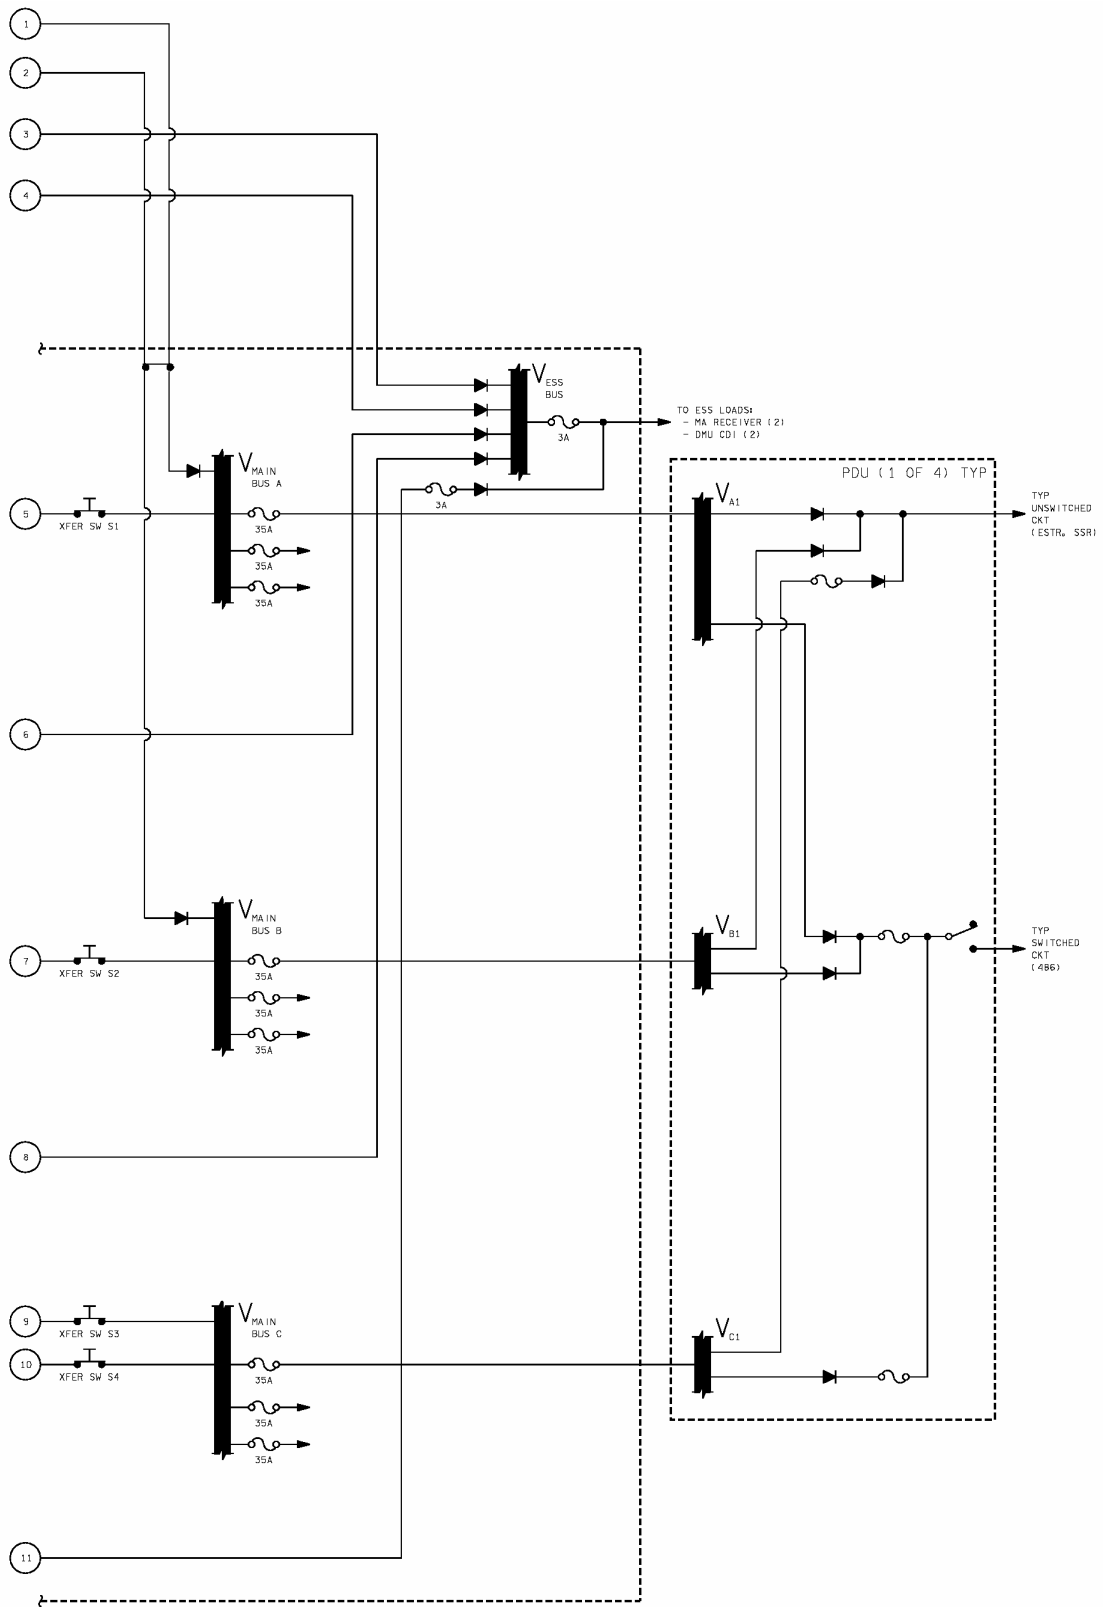 1
2
3
4
V ESS
BUS
3A
TO ESS LOADS:
- MA RECEIVER (2)
- DMU CDI (2)
V MAIN
BUS A
3A
PDU (1 OF 4) TYP
V A1
TYP
UNSWITCHED
CKT
(ESTR, SSR)
5
XFER SW S1
35A
35A
35A
6
V MAIN
BUS B
V B1
TYP
SWITCHED
CKT
(486)
7
XFER SW S2
35A
35A
35A
8
9
XFER SW S3
V MAIN
BUS C
V C1
10
XFER SW S4
35A
35A
35A
11